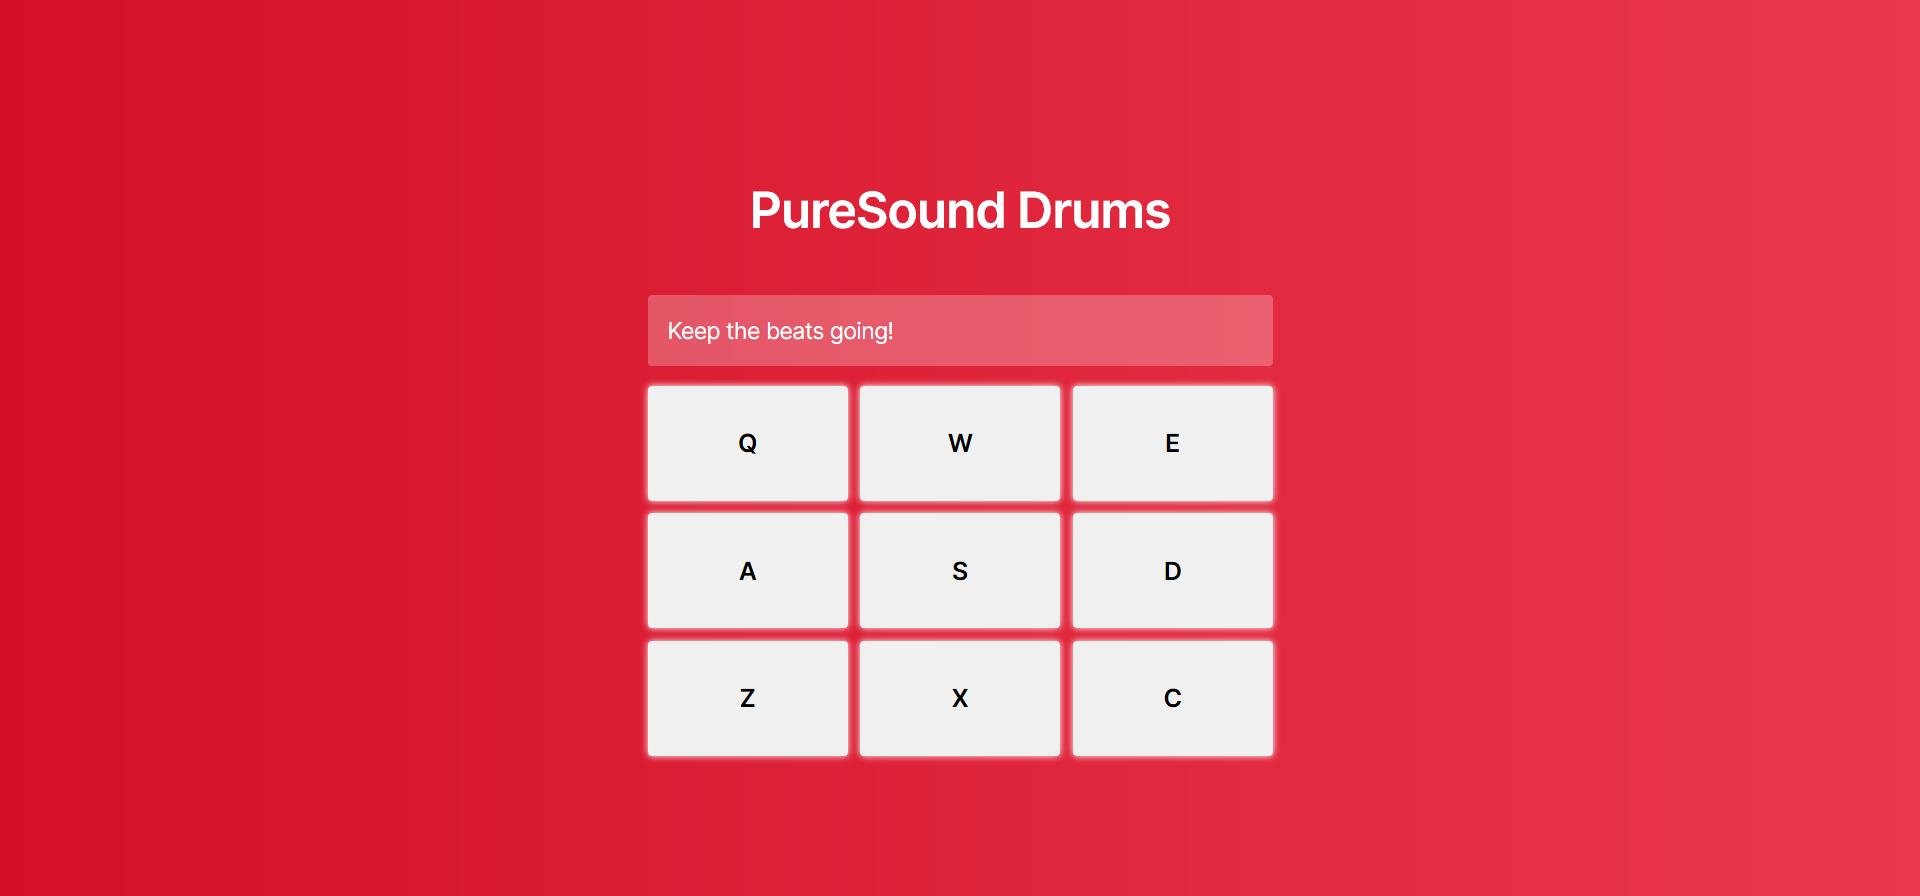 PureSound Drums
Keep the beats going!
Q W E
A S D
Z X C